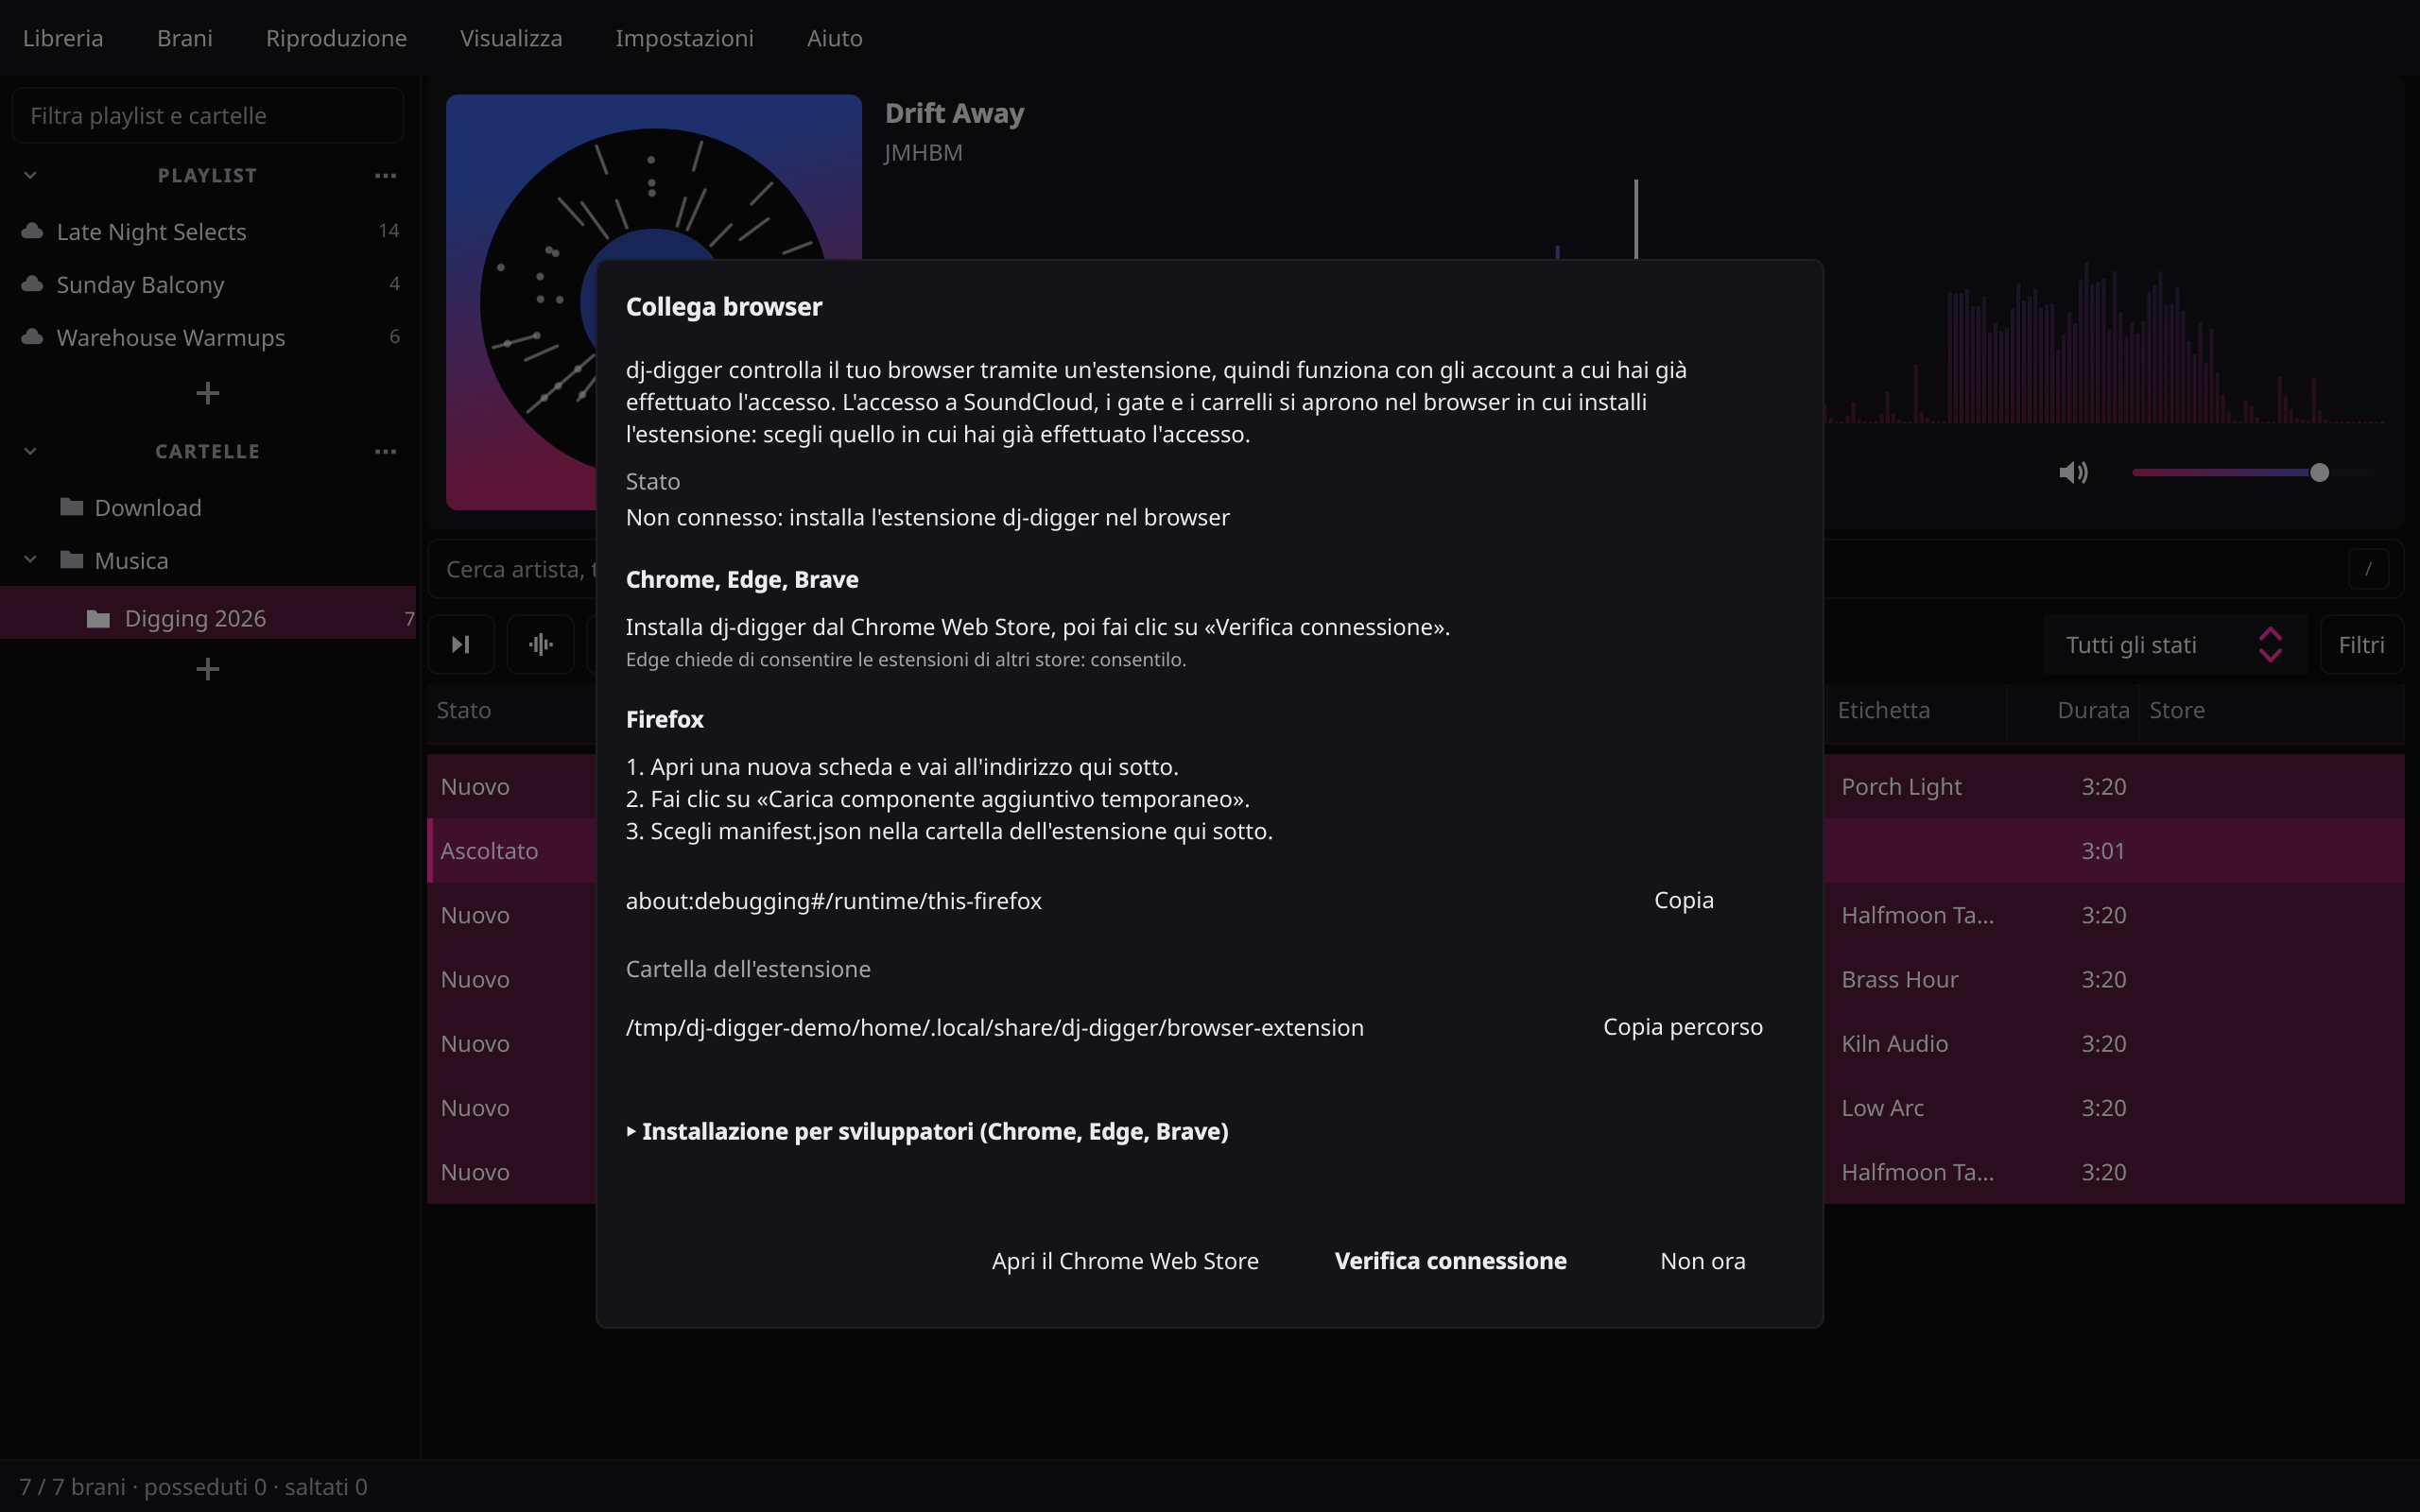 Libreria
Brani
Riproduzione
Visualizza
Impostazioni
Aiuto
Filtra playlist e cartelle
PLAYLIST
Late Night Selects 14
Sunday Balcony 4
Warehouse Warmups 6
CARTELLE
Download
Musica
Digging 2026 7
Drift Away
JMHBM
Cerca artista,
/
Tutti gli stati
Filtri
Stato
Etichetta
Durata
Store
Nuovo Porch Light 3:20
Ascoltato 3:01
Nuovo Halfmoon Ta... 3:20
Nuovo Brass Hour 3:20
Nuovo Kiln Audio 3:20
Nuovo Low Arc 3:20
Nuovo Halfmoon Ta... 3:20
Collega browser
dj-digger controlla il tuo browser tramite un'estensione, quindi funziona con gli account a cui hai già
effettuato l'accesso. L'accesso a SoundCloud, i gate e i carrelli si aprono nel browser in cui installi
l'estensione: scegli quello in cui hai già effettuato l'accesso.
Stato
Non connesso: installa l'estensione dj-digger nel browser
Chrome, Edge, Brave
Installa dj-digger dal Chrome Web Store, poi fai clic su «Verifica connessione».
Edge chiede di consentire le estensioni di altri store: consentilo.
Firefox
1. Apri una nuova scheda e vai all'indirizzo qui sotto.
2. Fai clic su «Carica componente aggiuntivo temporaneo».
3. Scegli manifest.json nella cartella dell'estensione qui sotto.
about:debugging#/runtime/this-firefox
Copia
Cartella dell'estensione
/tmp/dj-digger-demo/home/.local/share/dj-digger/browser-extension
Copia percorso
Installazione per sviluppatori (Chrome, Edge, Brave)
Apri il Chrome Web Store
Verifica connessione
Non ora
7 / 7 brani · posseduti 0 · saltati 0